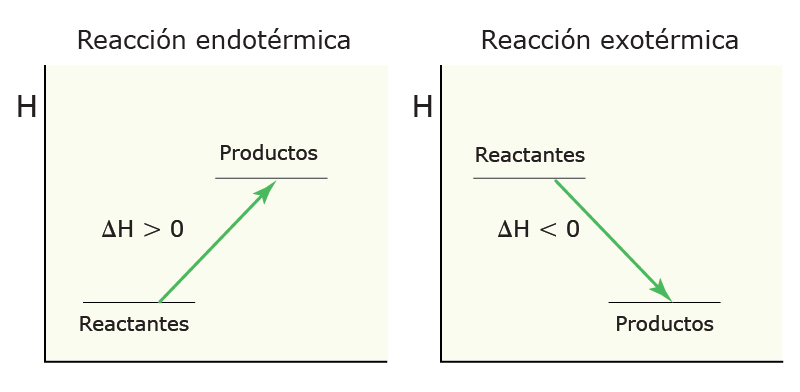 Reacción endotérmica
H
Productos
ΔH > 0
Reactantes
Reacción exotérmica
H
Reactantes
ΔH < 0
Productos